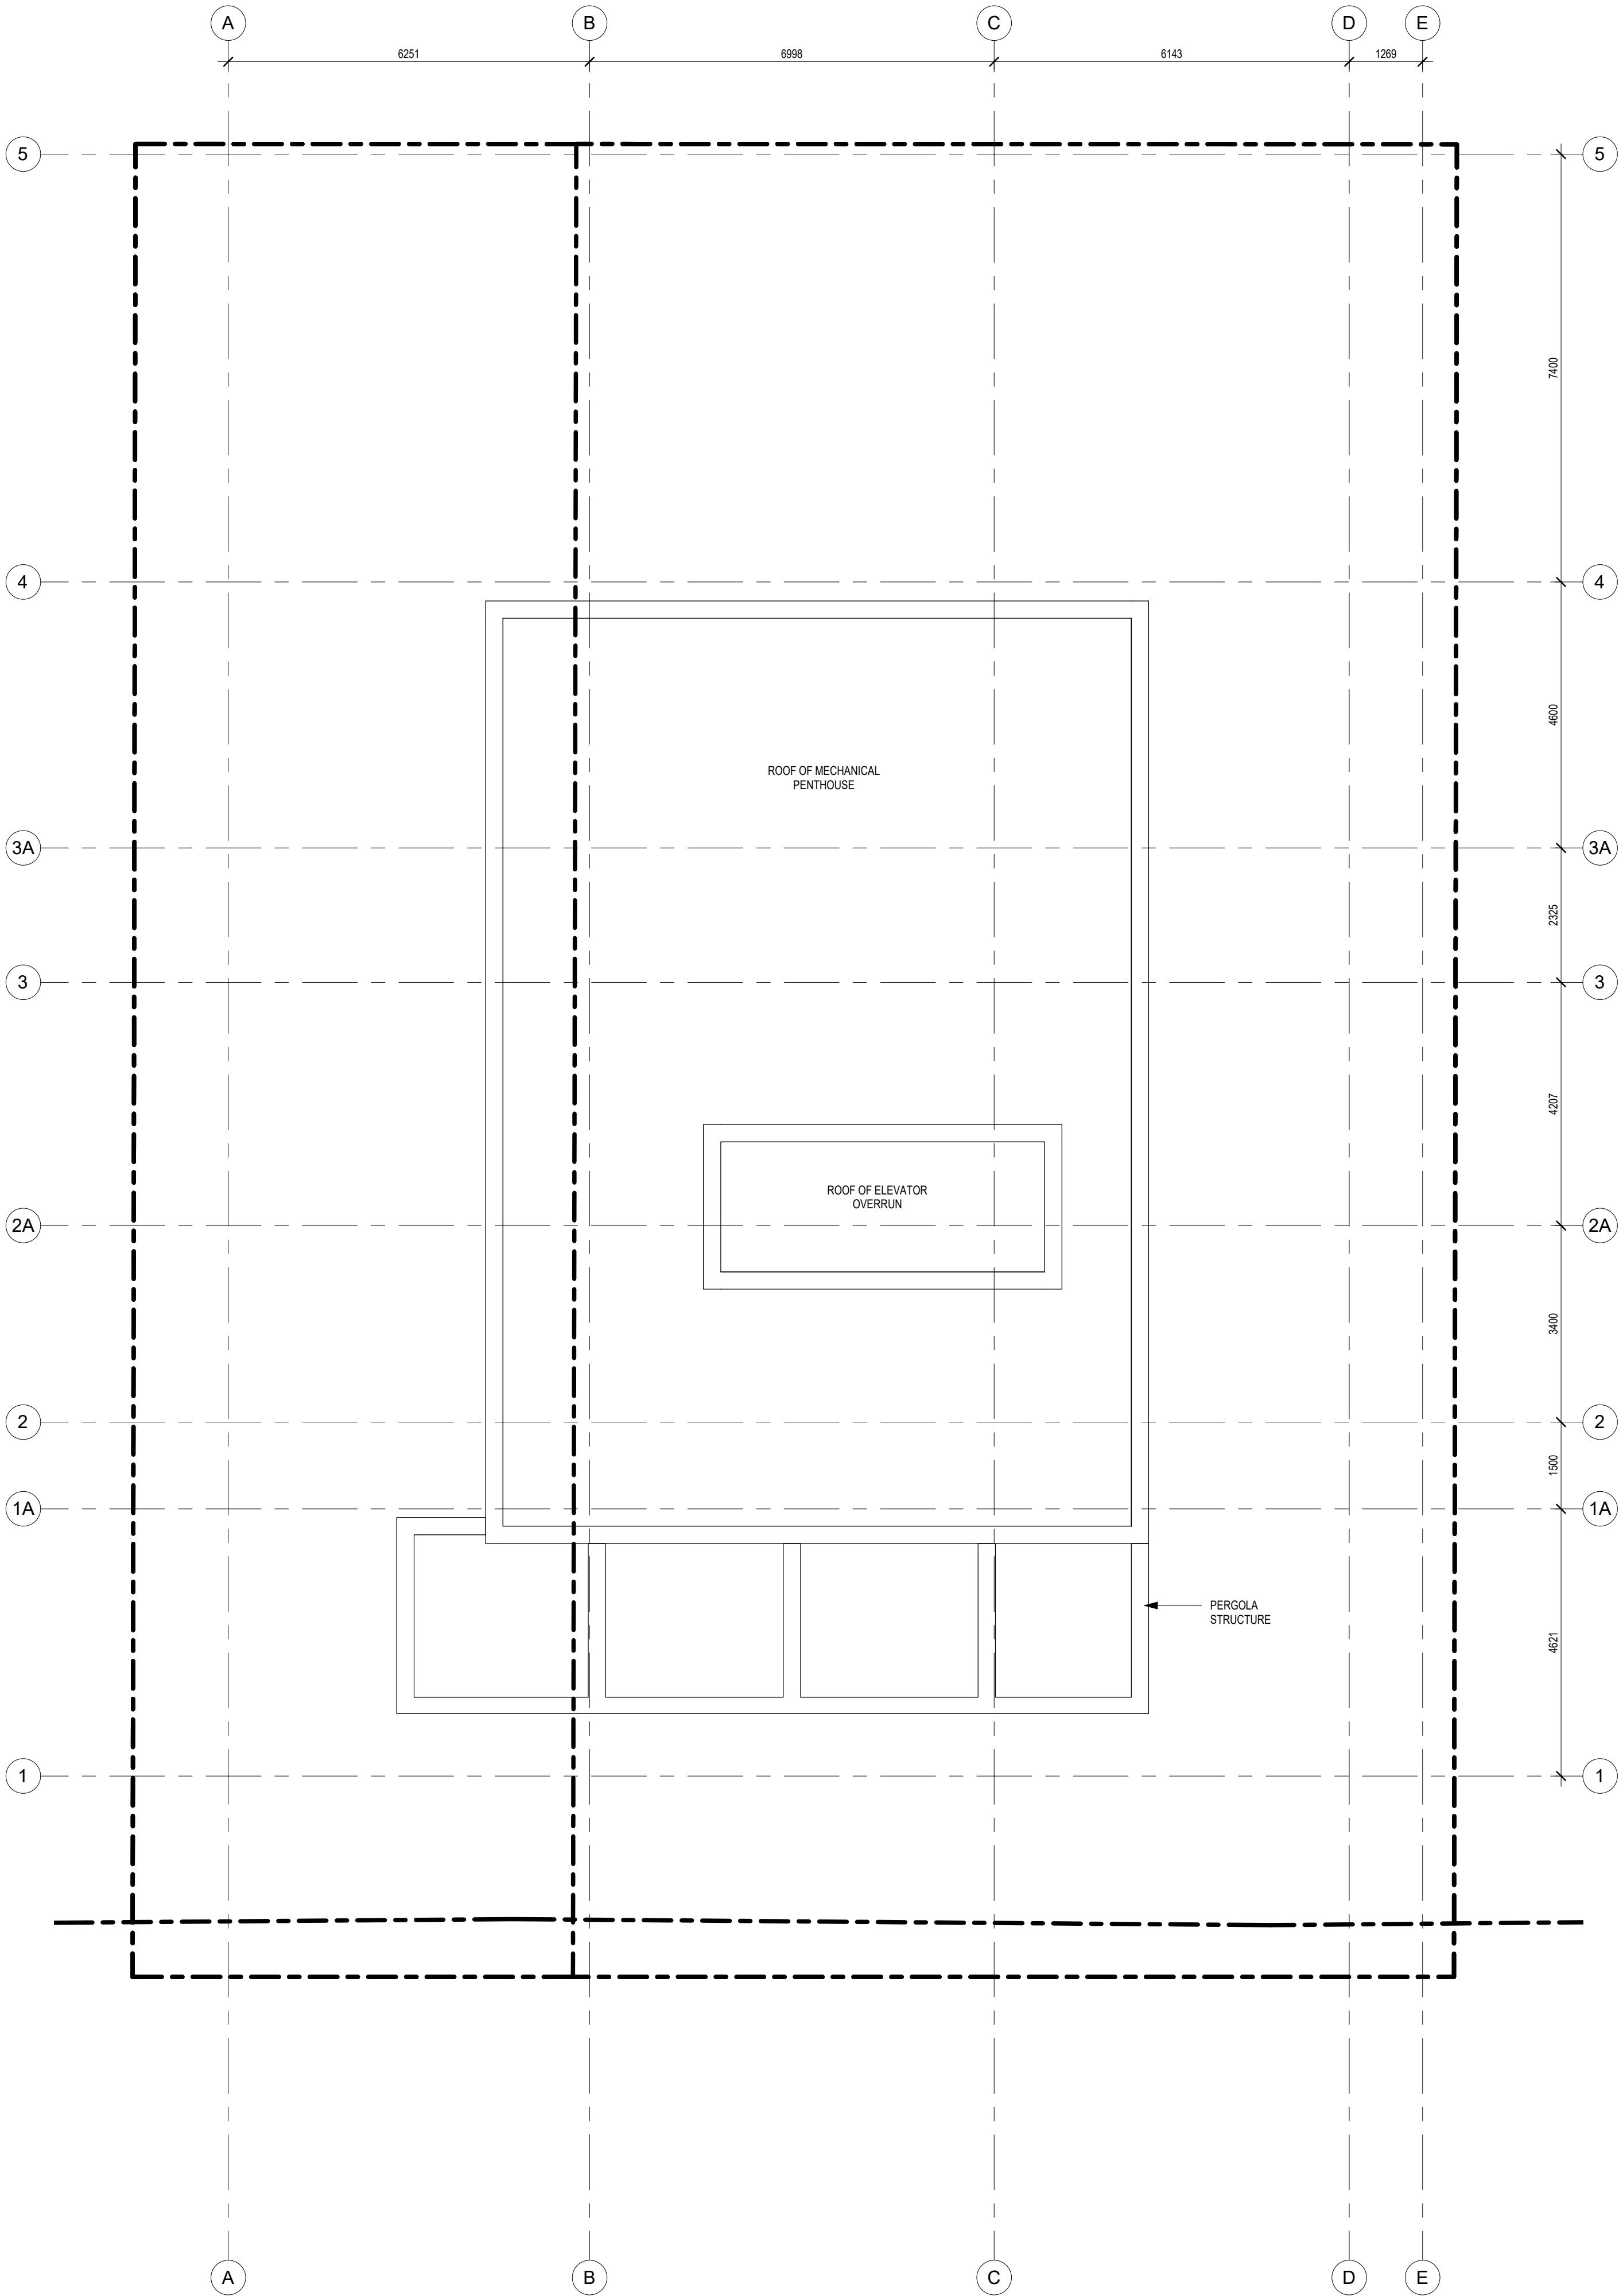 A B C D E
6251 6998 6143 1269
5 5
7400
4 4
4600
ROOF OF MECHANICAL
PENTHOUSE
3A 3A
2325
3 3
4207
ROOF OF ELEVATOR
OVERRUN
2A 2A
3400
2 2
1500
1A 1A
PERGOLA
STRUCTURE
4621
1 1
A B C D E